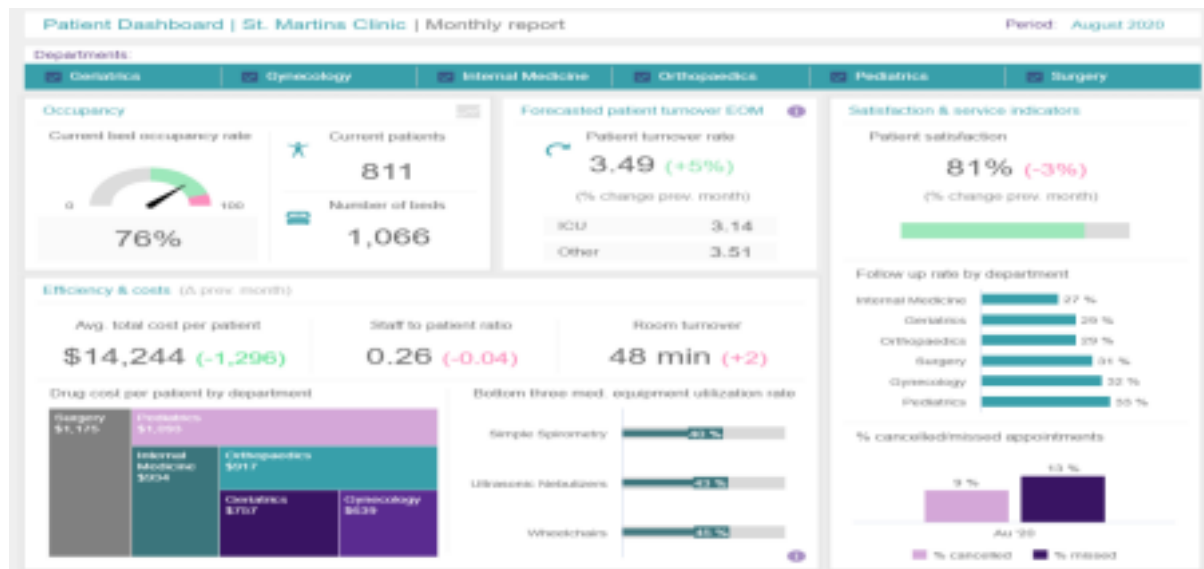 Patient Dashboard | St. Martins Clinic | Monthly report
Period: August 2020
Departments:
Geriatrics
Gynecology
Internal Medicine
Orthopaedics
Pediatrics
Surgery
Occupancy
Current bed occupancy rate
0
100
76%
Current patients
811
Number of beds
1,066
Forecasted patient turnover EOM
Patient turnover rate
3.49 (+5%)
(% change prev. month)
ICU 3.14
Other 3.51
Satisfaction & service indicators
Patient satisfaction
81% (-3%)
(% change prev. month)
Follow up rate by department
Internal Medicine 27 %
Geriatrics 29 %
Orthopaedics 29 %
Surgery 31 %
Gynecology 32 %
Pediatrics
% cancelled/missed appointments
9 %
13 %
Au '20
% cancelled
% missed
Efficiency & costs (Δ prev. month)
Avg. total cost per patient
$14,244 (-1,296)
Staff to patient ratio
0.26 (-0.04)
Room turnover
48 min (+2)
Drug cost per patient by department
Surgery
$1,175
Pediatrics
Internal
Medicine
Orthopaedics
$917
Geriatrics
$757
Gynecology
$639
Bottom three med. equipment utilization rate
Simple Spirometry 40 %
Ultrasonic Nebulizers 43 %
Wheelchairs 45 %